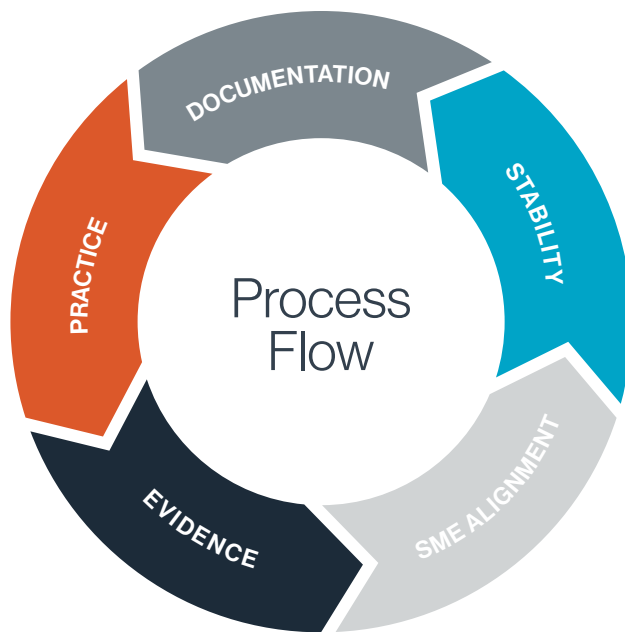 DOCUMENTATION
STABILITY
SME ALIGNMENT
EVIDENCE
PRACTICE
Process
Flow